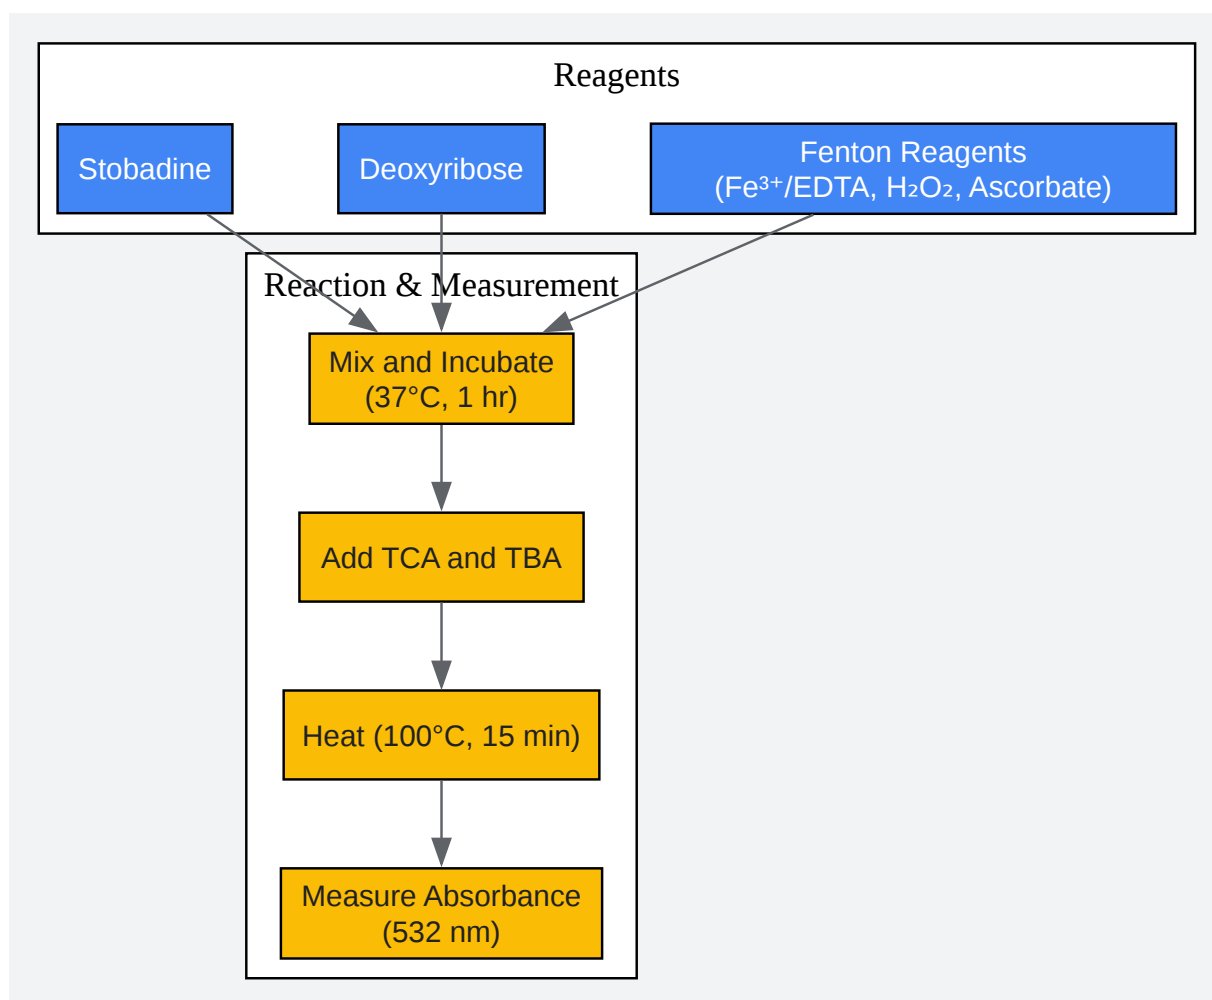 Reagents
Stobadine
Deoxyribose
Fenton Reagents
(Fe³⁺/EDTA, H₂O₂, Ascorbate)
Reaction & Measurement
Mix and Incubate
(37°C, 1 hr)
Add TCA and TBA
Heat (100°C, 15 min)
Measure Absorbance
(532 nm)